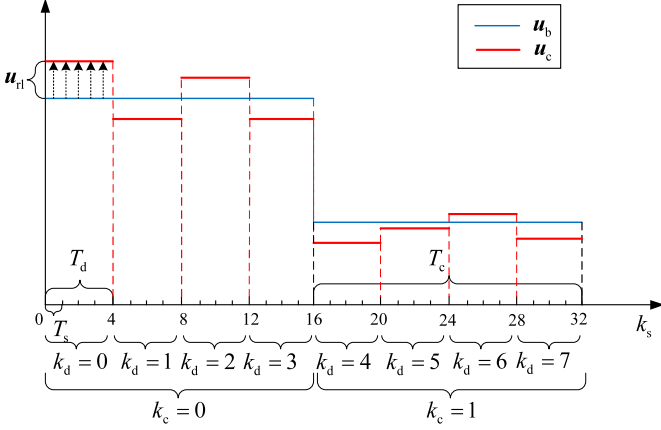 u_b
u_c
u_rl
T_d
T_c
0 4 8 12 16 20 24 28 32
T_s
k_s
k_d = 0 k_d = 1 k_d = 2 k_d = 3 k_d = 4 k_d = 5 k_d = 6 k_d = 7
k_c = 0 k_c = 1